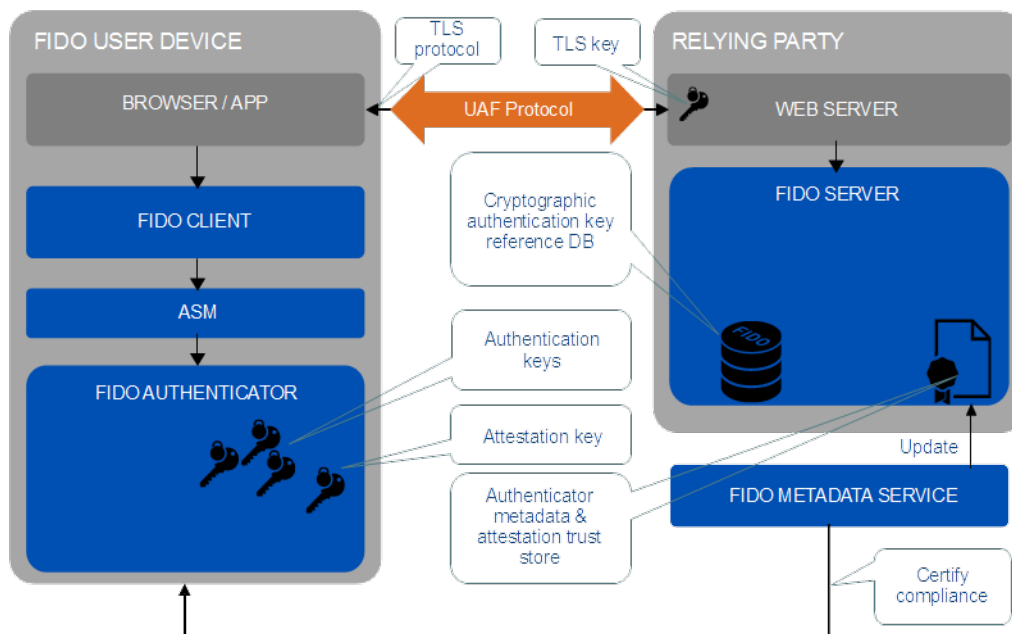 FIDO USER DEVICE
BROWSER / APP
FIDO CLIENT
ASM
FIDO AUTHENTICATOR
TLS
protocol
TLS key
UAF Protocol
Cryptographic
authentication key
reference DB
Authentication
keys
Attestation key
Authenticator
metadata &
attestation trust
store
RELYING PARTY
WEB SERVER
FIDO SERVER
FIDO
Update
FIDO METADATA SERVICE
Certify
compliance